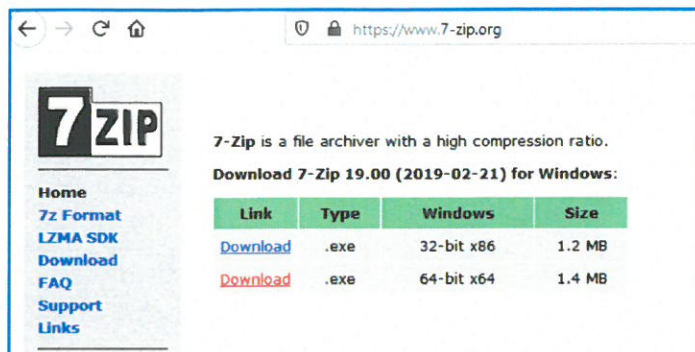 https://www.7-zip.org
7ZIP
7-Zip is a file archiver with a high compression ratio.
Download 7-Zip 19.00 (2019-02-21) for Windows:
Home
7z Format
LZMA SDK
Download
FAQ
Support
Links
Link Type Windows Size
Download .exe 32-bit x86 1.2 MB
Download .exe 64-bit x64 1.4 MB